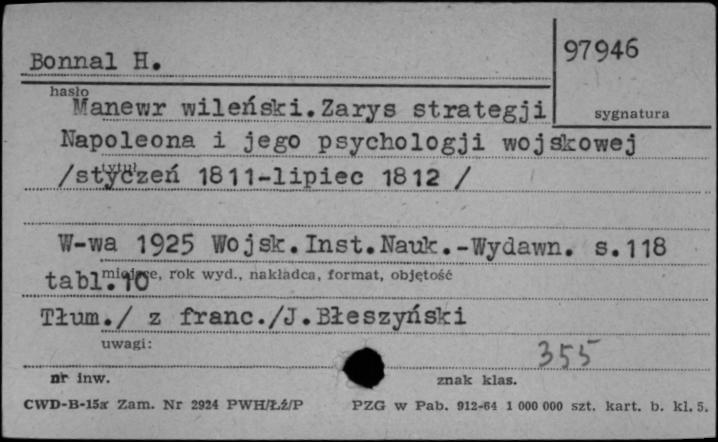 Bonnal H.
97946
hasło
sygnatura
Manewr wileński.Zarys strategji
Napoleona i jego psychologji wojskowej
tytuł
/styczeń 1811-lipiec 1812 /
W-wa 1925 Wojsk.Inst.Nauk.-Wydawn. s.118
miejsce, rok wyd., nakładca, format, objętość
tabl.10
Tłum./ z franc./J.Błeszyński
uwagi:
355
nr inw.
znak klas.
CWD-B-15a Zam. Nr 2924 PWH/Łź/P
PZG w Pab. 912-64 1 000 000 szt. kart. b. kl. 5.